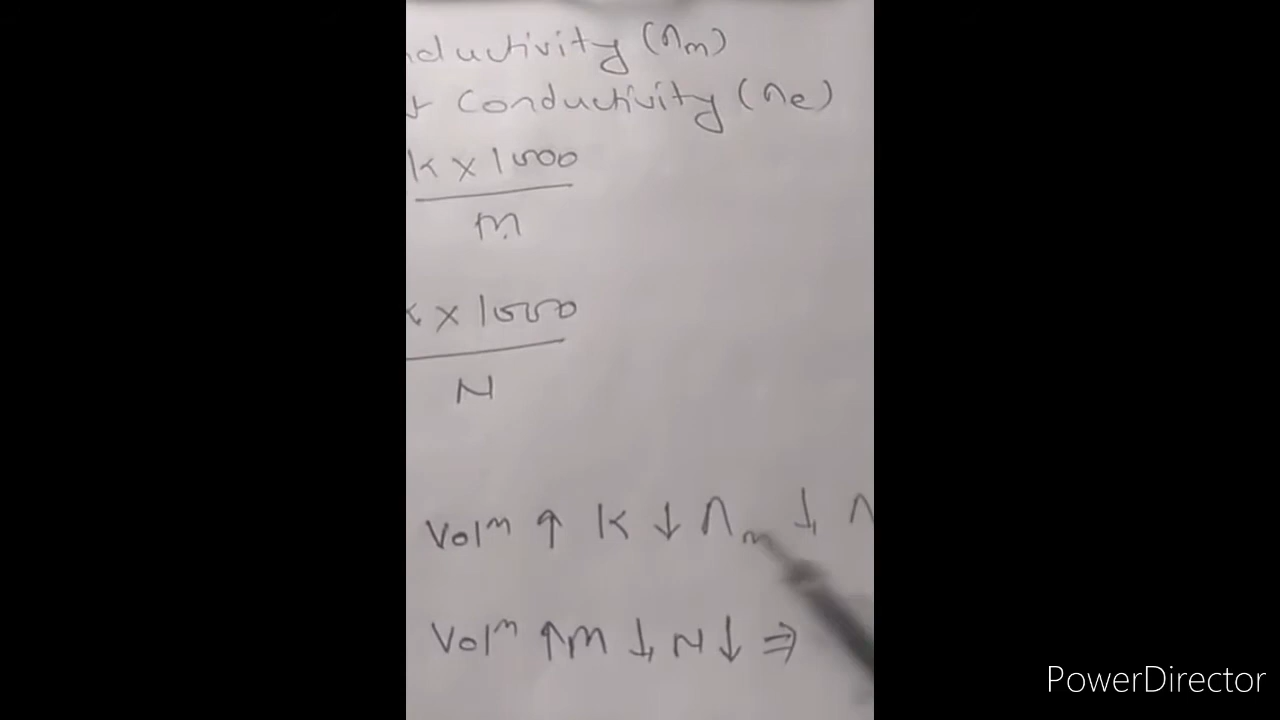 nductivity (Λm)
t Conductivity (Λe)
K x 1000
m
K x 1000
N
Volᵐ ↑ K ↓ Λm ↓, Λ
Volᵐ ↑ m ↓, N ↓ ⇒
PowerDirector